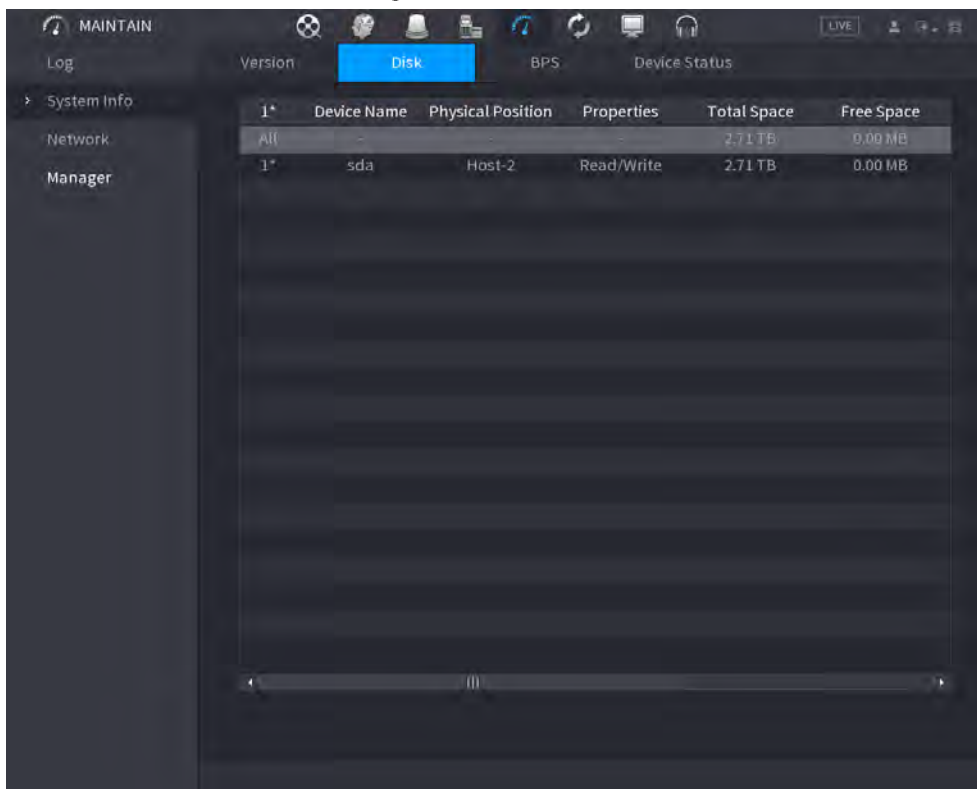 MAINTAIN LIVE
Log Version Disk BPS Device Status
System Info
1* Device Name Physical Position Properties Total Space Free Space
Network All - - - 2.71 TB 0.00 MB
1* sda Host-2 Read/Write 2.71 TB 0.00 MB
Manager